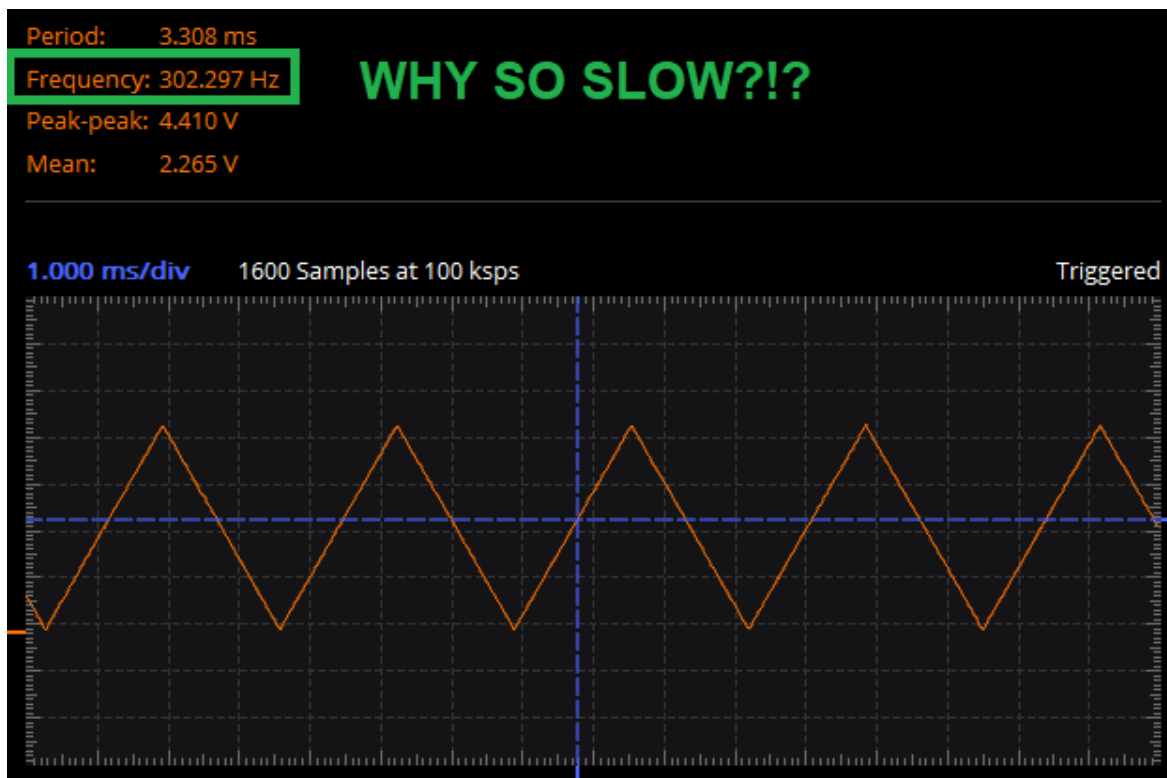 Period: 3.308 ms
Frequency: 302.297 Hz
WHY SO SLOW?!?
Peak-peak: 4.410 V
Mean: 2.265 V
1.000 ms/div 1600 Samples at 100 ksps Triggered